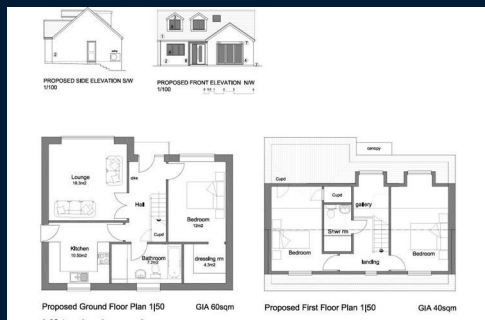 PROPOSED SIDE ELEVATION S/W
1/100
PROPOSED FRONT ELEVATION N/W
1/100
Lounge
Hall
Bedroom
12m2
Cupd
Kitchen
10.50m2
Bathroom
dressing rm
4.3m2
Proposed Ground Floor Plan 1|50
GIA 60sqm
canopy
Cupd
Cupd
gallery
Shwr rm
Bedroom
Bedroom
landing
Proposed First Floor Plan 1|50
GIA 40sqm